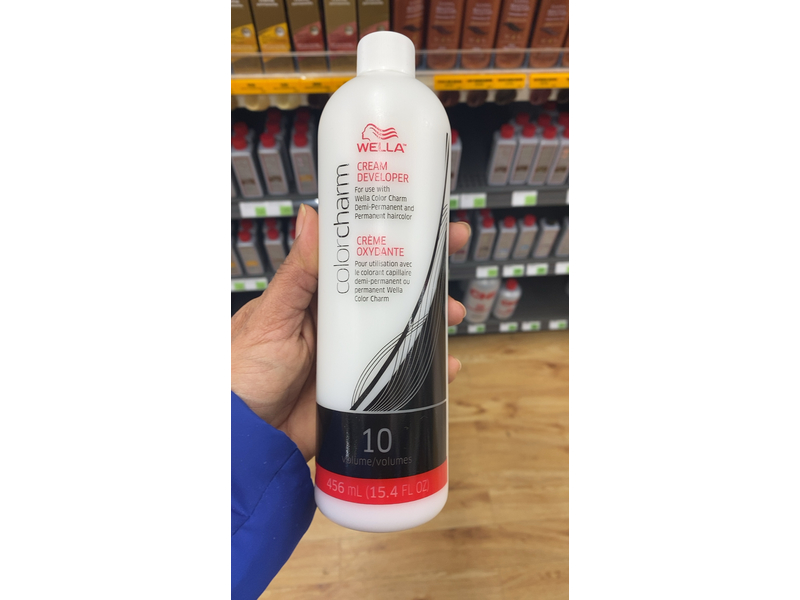 WELLA™
colorcharm
CREAM
DEVELOPER
For use with
Wella Color Charm
Demi-Permanent and
Permanent haircolor
CRÈME
OXYDANTE
Pour utilisation avec
le colorant capillaire
demi-permanent ou
permanent Wella
Color Charm
10
volume/volumes
456 mL (15.4 FL OZ)